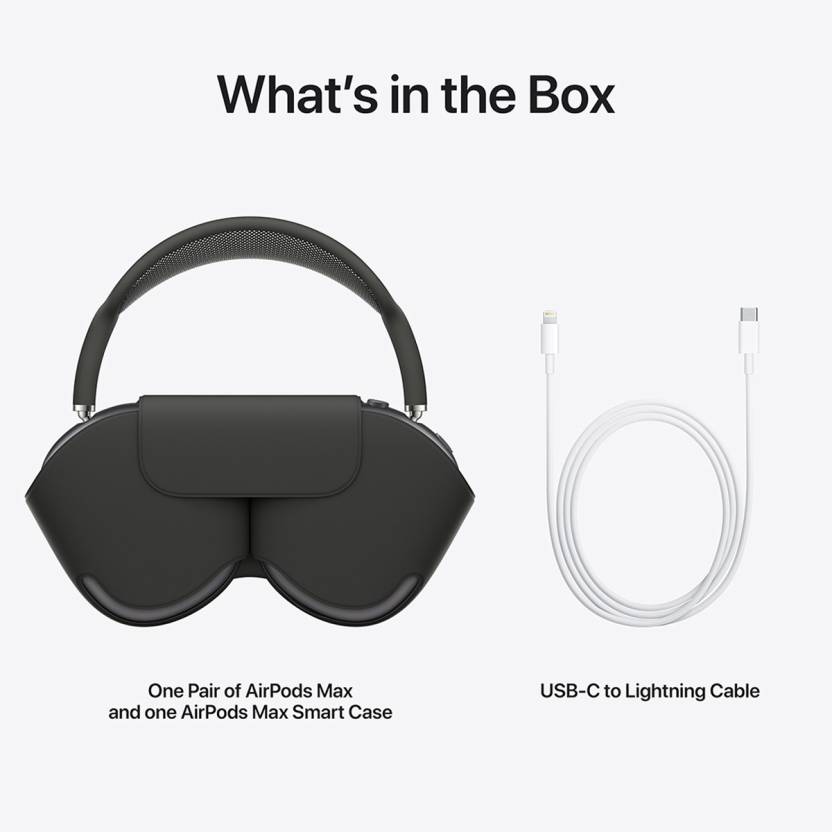 What’s in the Box
One Pair of AirPods Max
and one AirPods Max Smart Case
USB-C to Lightning Cable